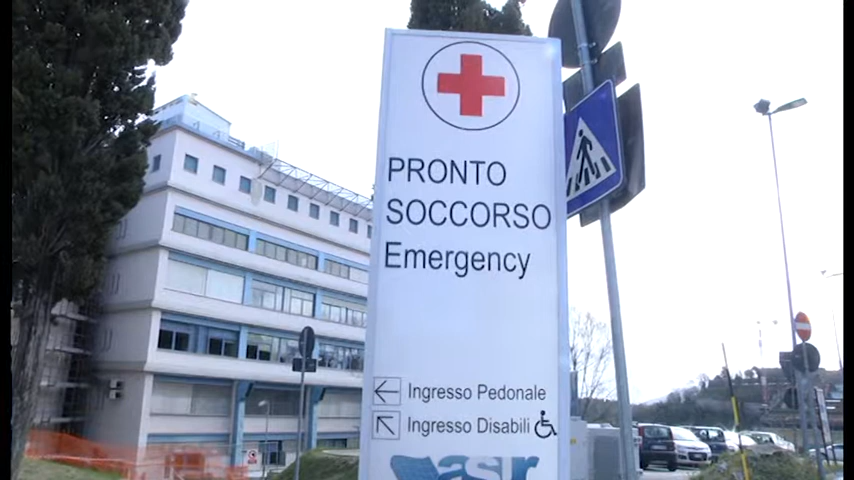 PRONTO
SOCCORSO
Emergency
Ingresso Pedonale
Ingresso Disabili